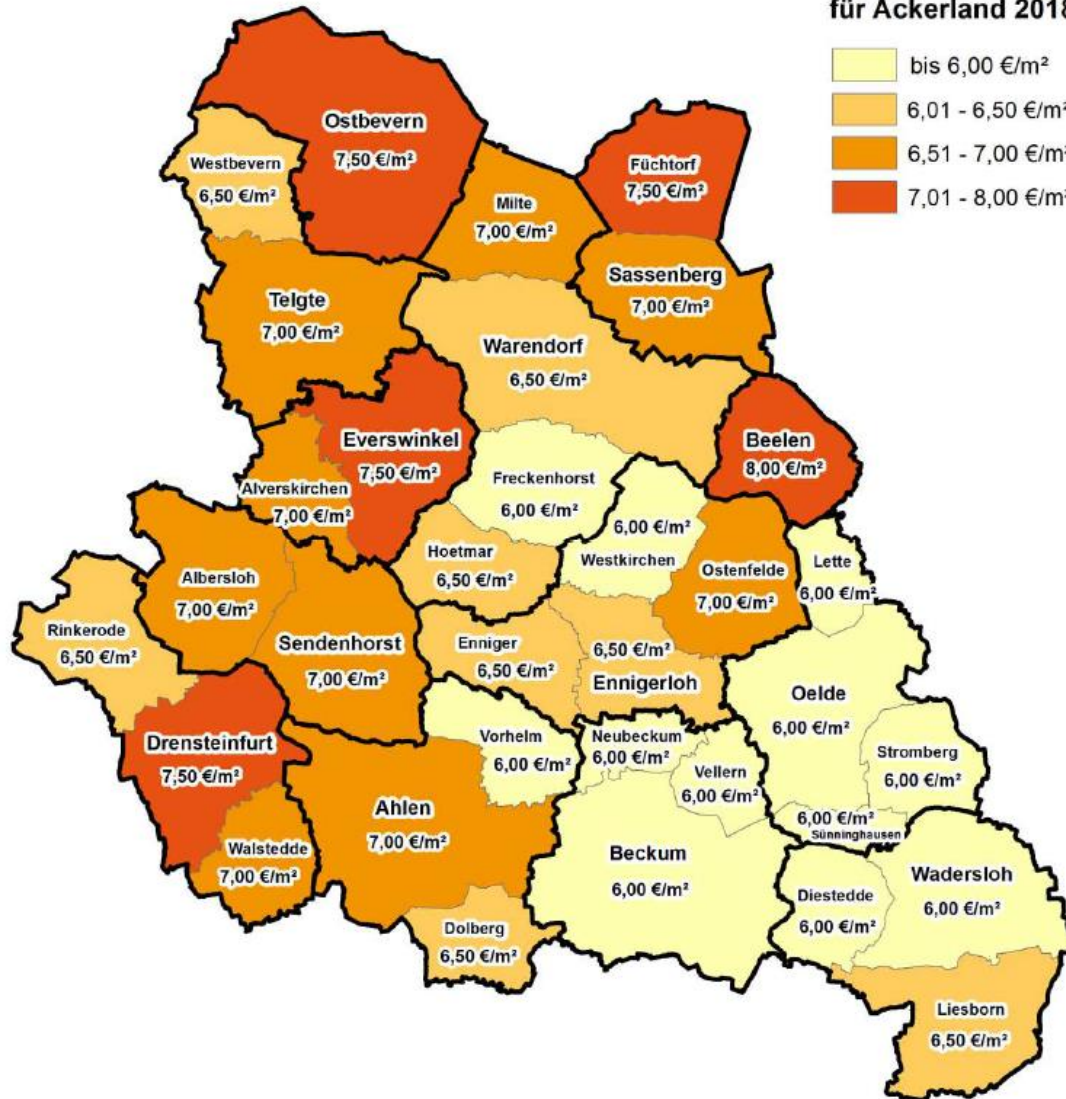 für Ackerland 2018
bis 6,00 €/m²
6,01 - 6,50 €/m²
6,51 - 7,00 €/m²
7,01 - 8,00 €/m²
Ostbevern
7,50 €/m²
Westbevern
6,50 €/m²
Füchtorf
7,50 €/m²
Milte
7,00 €/m²
Sassenberg
7,00 €/m²
Telgte
7,00 €/m²
Warendorf
6,50 €/m²
Everswinkel
7,50 €/m²
Beelen
8,00 €/m²
Alverskirchen
7,00 €/m²
Freckenhorst
6,00 €/m²
6,00 €/m²
Westkirchen
Hoetmar
6,50 €/m²
Ostenfelde
7,00 €/m²
Lette
6,00 €/m²
Albersloh
7,00 €/m²
Rinkerode
6,50 €/m²
Sendenhorst
7,00 €/m²
Enniger
6,50 €/m²
6,50 €/m²
Ennigerloh
Oelde
6,00 €/m²
Drensteinfurt
7,50 €/m²
Vorhelm
6,00 €/m²
Neubeckum
6,00 €/m²
Vellern
6,00 €/m²
Stromberg
6,00 €/m²
Ahlen
7,00 €/m²
6,00 €/m²
Sünninghausen
Walstedde
7,00 €/m²
Beckum
6,00 €/m²
Diestedde
6,00 €/m²
Wadersloh
6,00 €/m²
Dolberg
6,50 €/m²
Liesborn
6,50 €/m²